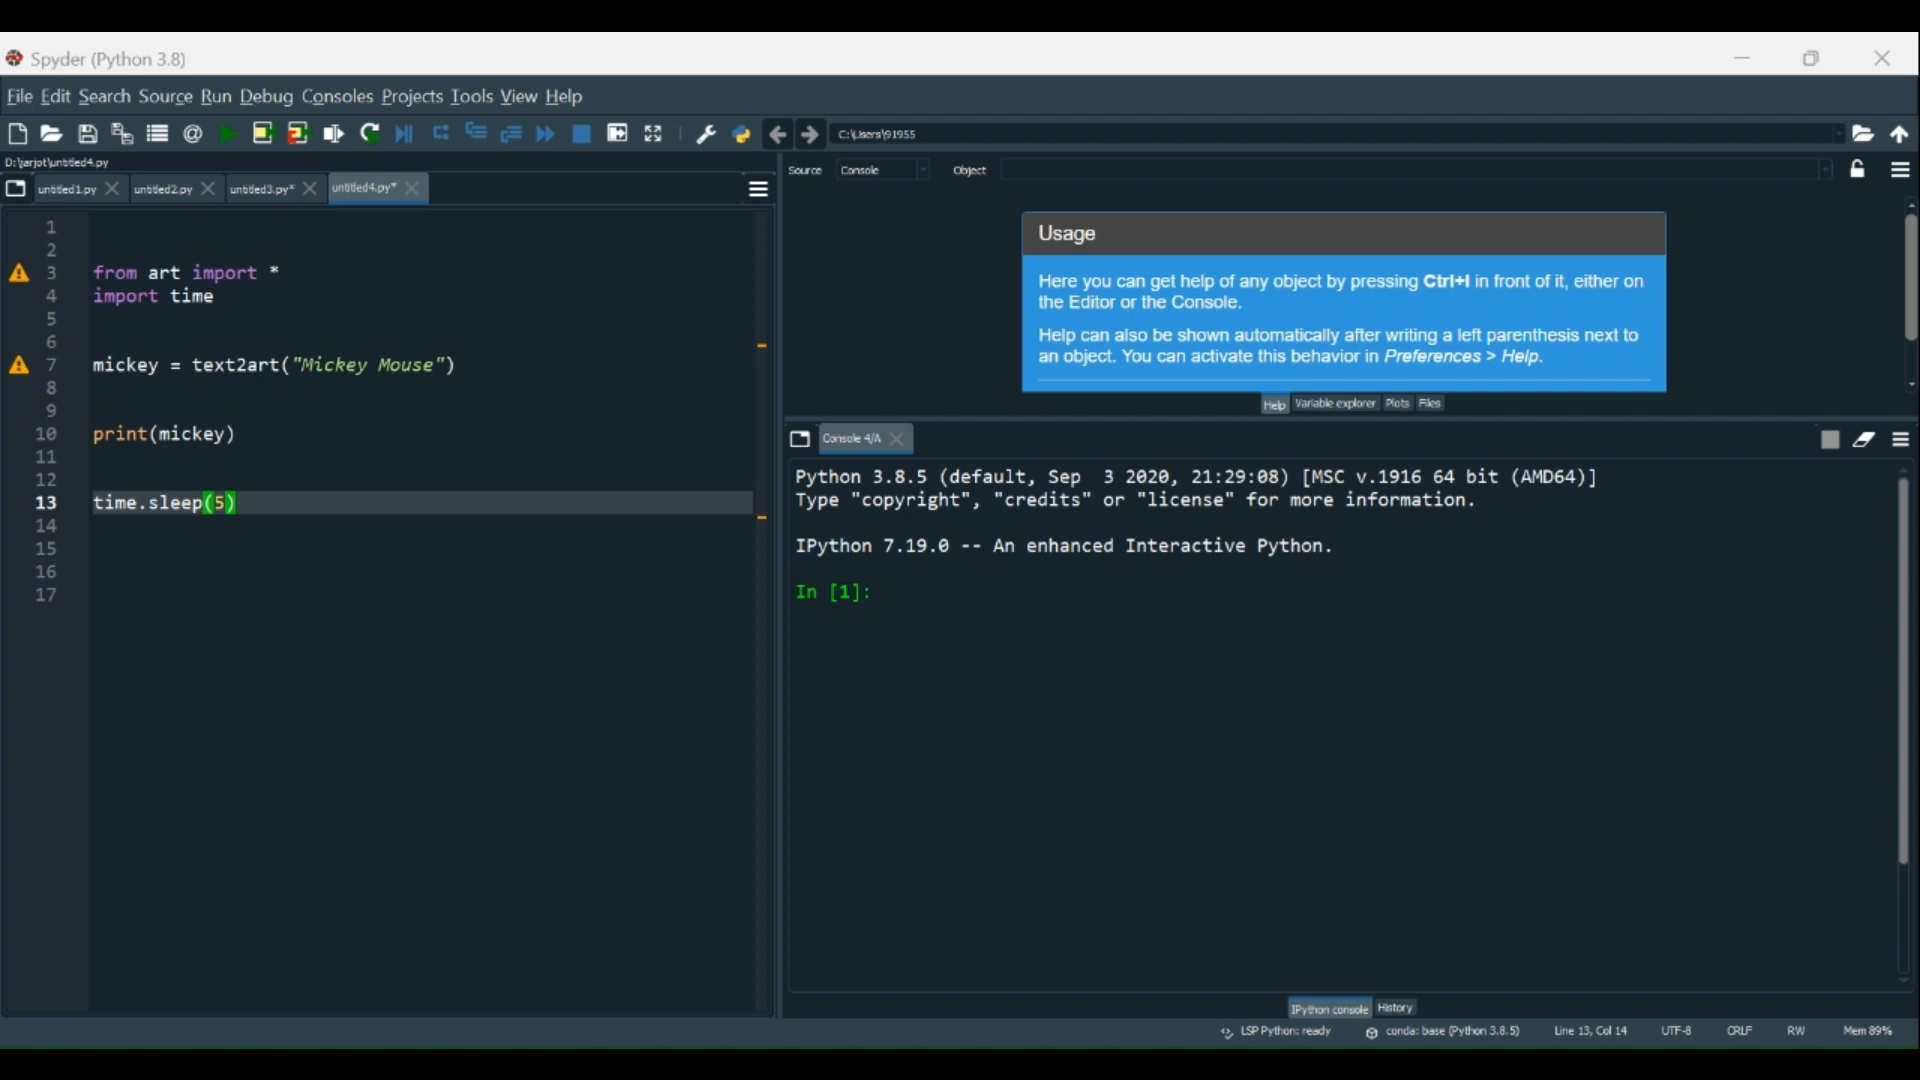 Spyder (Python 3.8)
File Edit Search Source Run Debug Consoles Projects Tools View Help
C:\Users\91955
D:\jarjot\untitled4.py
untitled1.py untitled2.py untitled3.py* untitled4.py*
1
2
3 from art import *
4 import time
5
6
7 mickey = text2art("Mickey Mouse")
8
9
10 print(mickey)
11
12
13 time.sleep(5)
14
15
16
17
Source Console Object
Usage
Here you can get help of any object by pressing Ctrl+I in front of it, either on
the Editor or the Console.
Help can also be shown automatically after writing a left parenthesis next to
an object. You can activate this behavior in Preferences > Help.
Help Variable explorer Plots Files
Console 4/A
Python 3.8.5 (default, Sep  3 2020, 21:29:08) [MSC v.1916 64 bit (AMD64)]
Type "copyright", "credits" or "license" for more information.
IPython 7.19.0 -- An enhanced Interactive Python.
In [1]:
IPython console History
LSP Python: ready conda: base (Python 3.8.5) Line 13, Col 14 UTF-8 CRLF RW Mem 89%